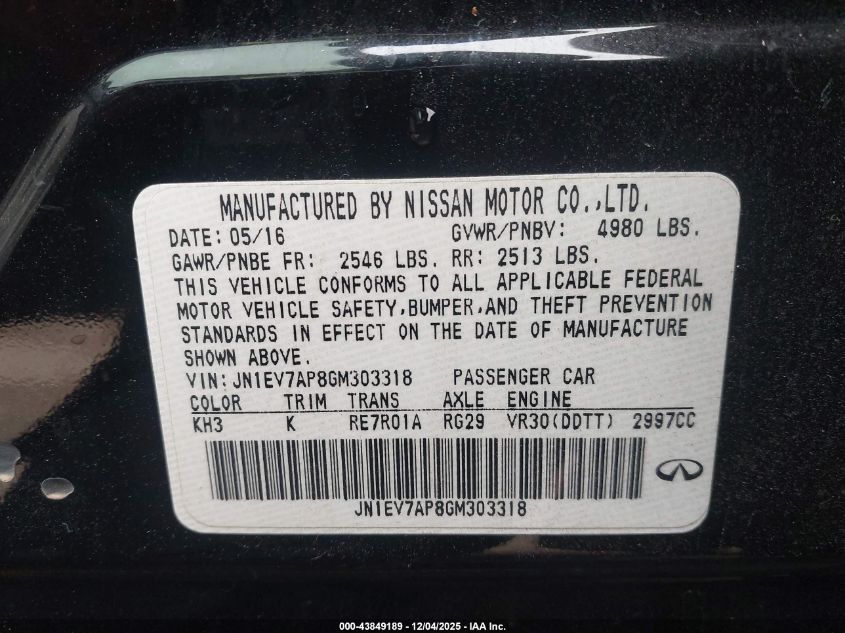 MANUFACTURED BY NISSAN MOTOR CO.,LTD.
DATE: 05/16 GVWR/PNBV: 4980 LBS.
GAWR/PNBE FR: 2546 LBS. RR: 2513 LBS.
THIS VEHICLE CONFORMS TO ALL APPLICABLE FEDERAL
MOTOR VEHICLE SAFETY,BUMPER,AND THEFT PREVENTION
STANDARDS IN EFFECT ON THE DATE OF MANUFACTURE
SHOWN ABOVE.
VIN:JN1EV7AP8GM303318 PASSENGER CAR
COLOR TRIM TRANS AXLE ENGINE
KH3 K RE7R01A RG29 VR30(DDTT) 2997CC
JN1EV7AP8GM303318
000-43849189 - 12/04/2025 - IAA Inc.